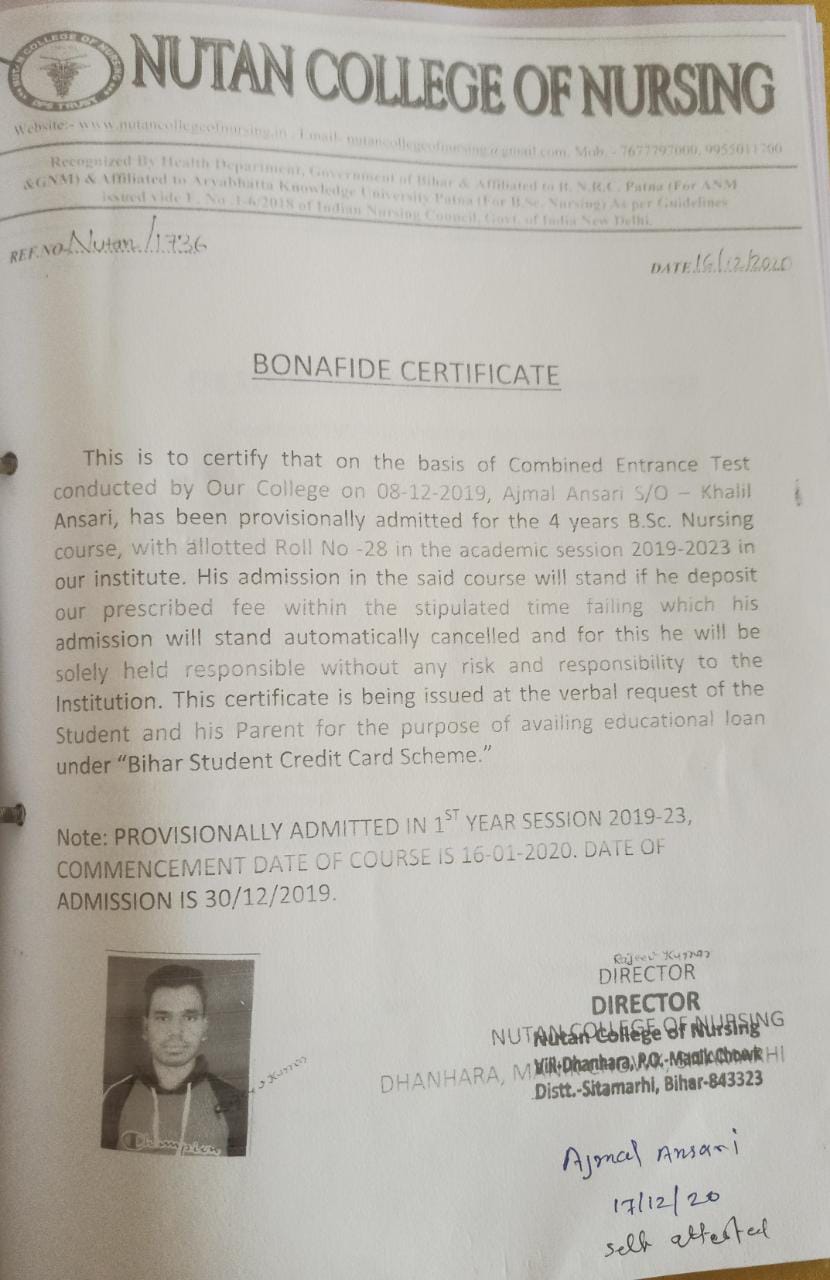 NUTAN COLLEGE OF NURSING
NUTAN COLLEGE OF NURSING
DPS TRUST
Website:- www.nutancollegeofnursing.in , Email- nutancollegeofnursing@gmail.com, Mob. - 7677797000, 9955011700
Recognized By Health Department, Government of Bihar & Affiliated to B. N.R.C. Patna (For ANM
&GNM) & Affiliated to Aryabhatta Knowledge University Patna (For B.Sc. Nursing) As per Guidelines
issued vide F. No .1-6/2018 of Indian Nursing Council, Govt. of India New Delhi.
REF.NO-Nutan/1736
DATE.16/12/2020
BONAFIDE CERTIFICATE
This is to certify that on the basis of Combined Entrance Test
conducted by Our College on 08-12-2019, Ajmal Ansari S/O – Khalil
Ansari, has been provisionally admitted for the 4 years B.Sc. Nursing
course, with allotted Roll No -28 in the academic session 2019-2023 in
our institute. His admission in the said course will stand if he deposit
our prescribed fee within the stipulated time failing which his
admission will stand automatically cancelled and for this he will be
solely held responsible without any risk and responsibility to the
Institution. This certificate is being issued at the verbal request of the
Student and his Parent for the purpose of availing educational loan
under “Bihar Student Credit Card Scheme.”
Note: PROVISIONALLY ADMITTED IN 1ST YEAR SESSION 2019-23,
COMMENCEMENT DATE OF COURSE IS 16-01-2020. DATE OF
ADMISSION IS 30/12/2019.
Rajeev Kumar
DIRECTOR
DIRECTOR
NUTAN COLLEGE OF NURSING
Nutan College of Nursing
Vill-Dhanhara, P.O.-Manik Chowk
DHANHARA,
Distt.-Sitamarhi, Bihar-843323
Kumar
Champion
Ajmal Ansari
17/12/20
self attested